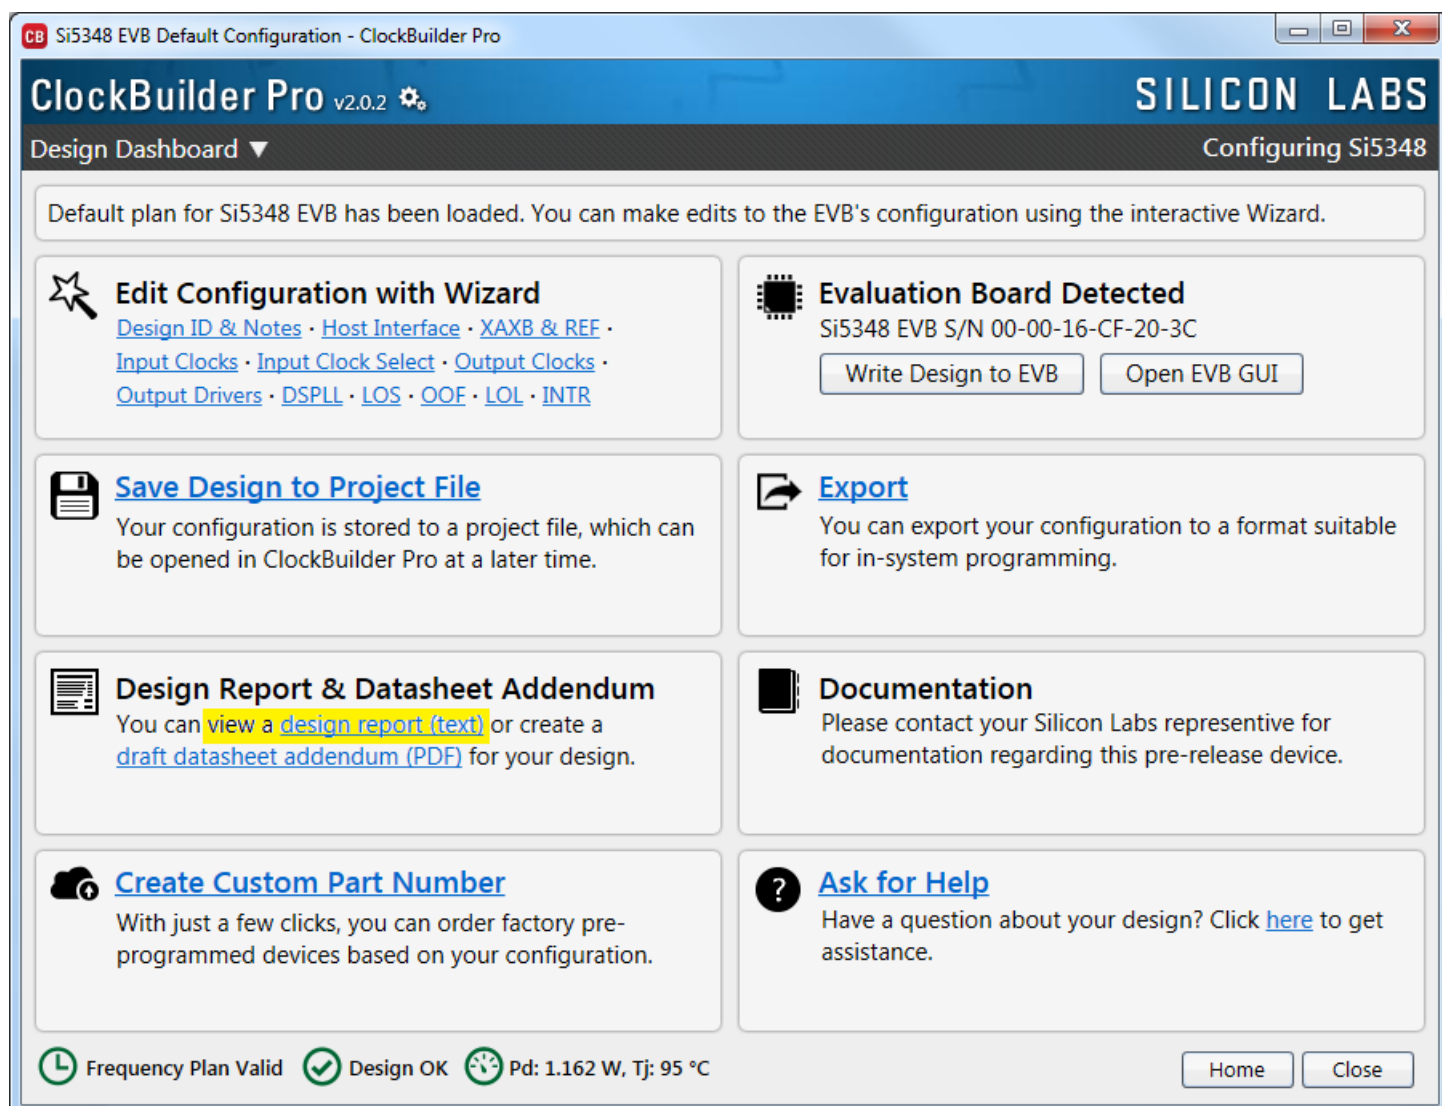 CB Si5348 EVB Default Configuration - ClockBuilder Pro
ClockBuilder Pro v2.0.2
SILICON LABS
Design Dashboard ▼
Configuring Si5348
Default plan for Si5348 EVB has been loaded. You can make edits to the EVB's configuration using the interactive Wizard.
Edit Configuration with Wizard
Design ID & Notes · Host Interface · XAXB & REF ·
Input Clocks · Input Clock Select · Output Clocks ·
Output Drivers · DSPLL · LOS · OOF · LOL · INTR
Evaluation Board Detected
Si5348 EVB S/N 00-00-16-CF-20-3C
Write Design to EVB
Open EVB GUI
Save Design to Project File
Your configuration is stored to a project file, which can
be opened in ClockBuilder Pro at a later time.
Export
You can export your configuration to a format suitable
for in-system programming.
Design Report & Datasheet Addendum
You can view a design report (text) or create a
draft datasheet addendum (PDF) for your design.
Documentation
Please contact your Silicon Labs representive for
documentation regarding this pre-release device.
Create Custom Part Number
With just a few clicks, you can order factory pre-
programmed devices based on your configuration.
Ask for Help
Have a question about your design? Click here to get
assistance.
Frequency Plan Valid
Design OK
Pd: 1.162 W, Tj: 95 °C
Home
Close